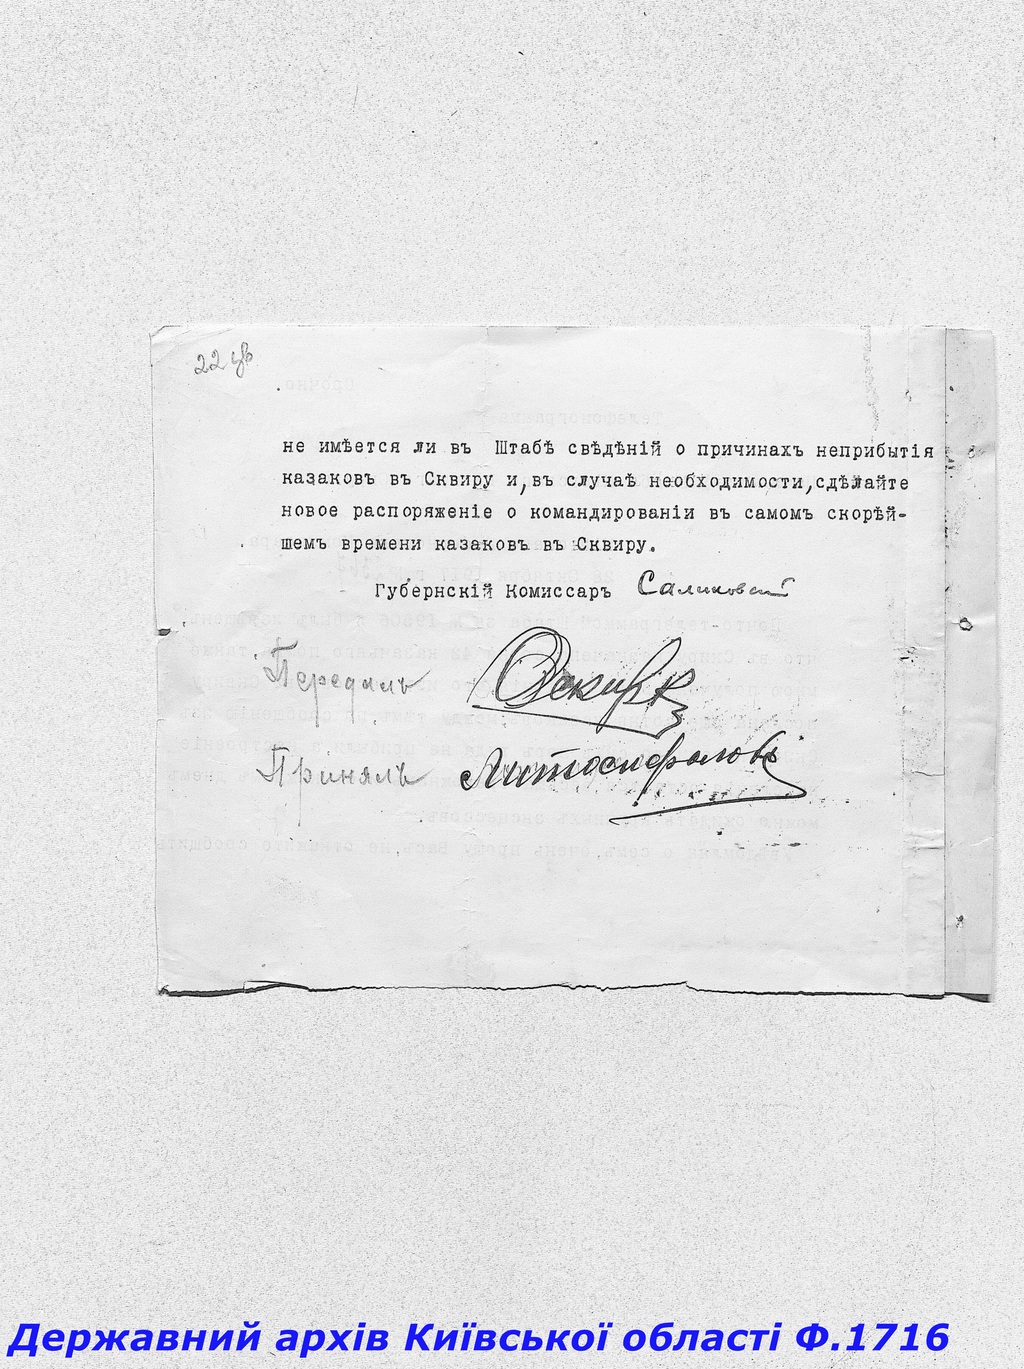 22
не имѣется ли въ Штабѣ свѣдѣній о причинахъ неприбытія
казаковъ въ Сквиру и, въ случаѣ необходимости, сдѣлайте
новое распоряженіе о командированіи въ самомъ скорѣй-
шемъ времени казаковъ въ Сквиру.
Губернскій Комиссаръ Саликовскій
Передалъ
Принялъ
Державний архів Київської області Ф.1716